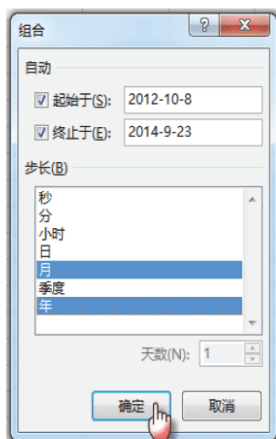 组合
自动
起始于(S): 2012-10-8
终止于(E): 2014-9-23
步长(B)
秒
分
小时
日
月
季度
年
天数(N): 1
确定 取消